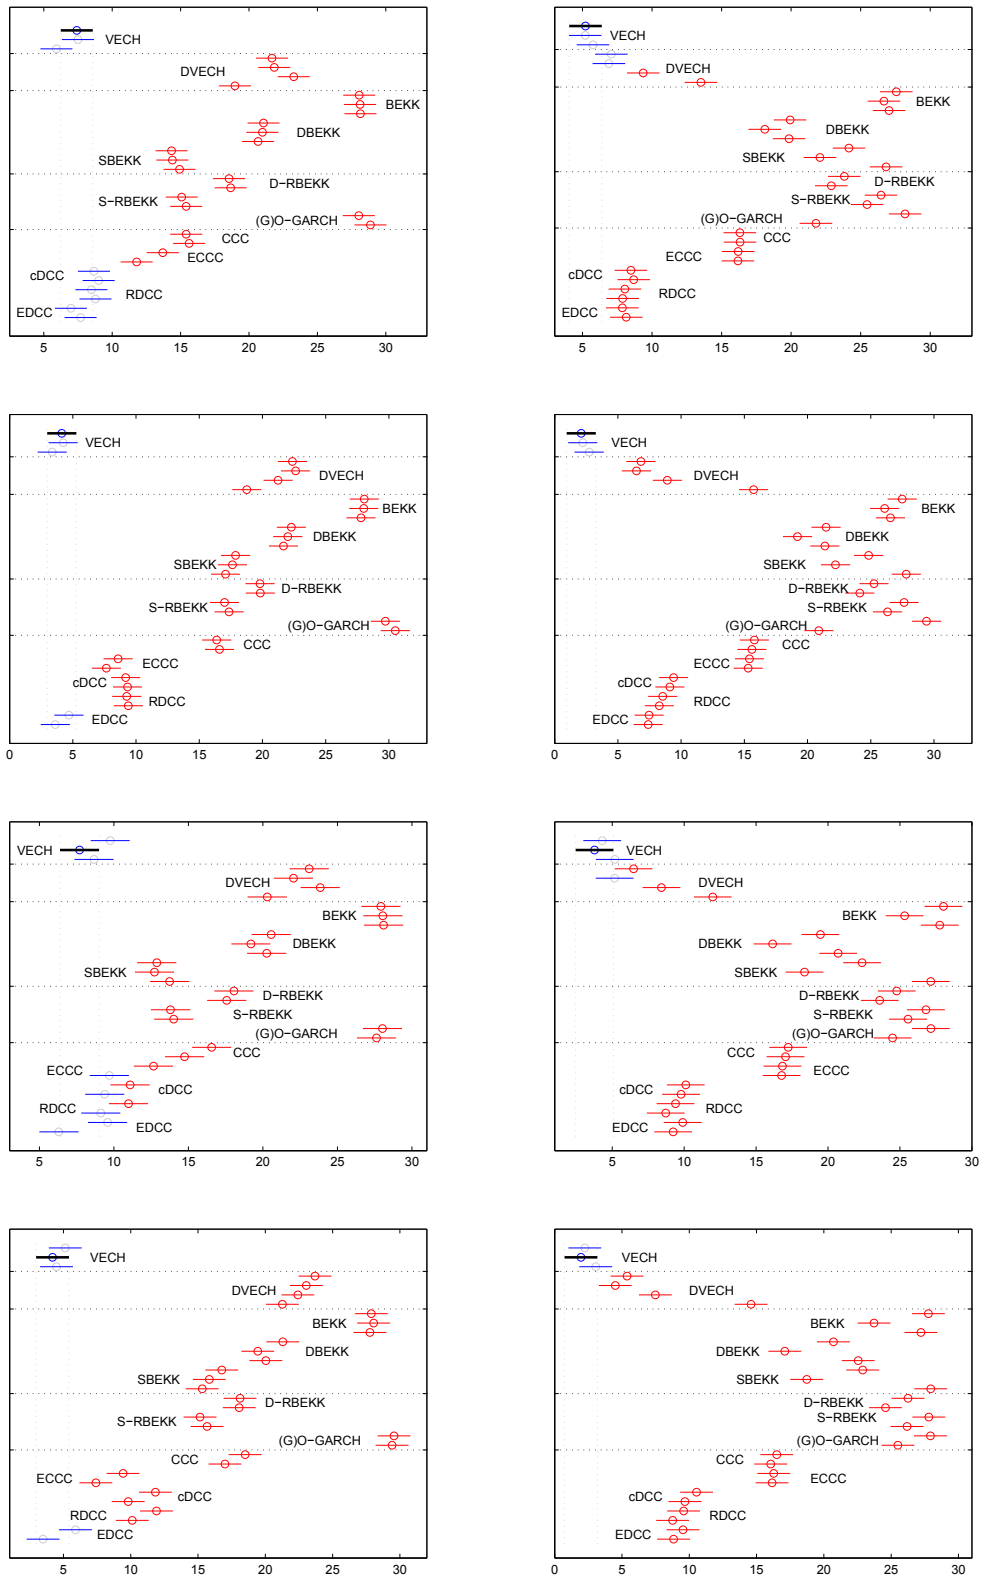 VECH
DVECH
BEKK
DBEKK
SBEKK
D−RBEKK
S−RBEKK
(G)O−GARCH
CCC
ECCC
cDCC
RDCC
EDCC
5 10 15 20 25 30
VECH
DVECH
BEKK
DBEKK
SBEKK
D−RBEKK
S−RBEKK
(G)O−GARCH
CCC
ECCC
cDCC
RDCC
EDCC
5 10 15 20 25 30
VECH
DVECH
BEKK
DBEKK
SBEKK
D−RBEKK
S−RBEKK
(G)O−GARCH
CCC
ECCC
cDCC
RDCC
EDCC
0 5 10 15 20 25 30
VECH
DVECH
BEKK
DBEKK
SBEKK
D−RBEKK
S−RBEKK
(G)O−GARCH
CCC
ECCC
cDCC
RDCC
EDCC
0 5 10 15 20 25 30
VECH
DVECH
BEKK
DBEKK
SBEKK
D−RBEKK
S−RBEKK
(G)O−GARCH
CCC
ECCC
cDCC
RDCC
EDCC
5 10 15 20 25 30
VECH
DVECH
BEKK
DBEKK
SBEKK
D−RBEKK
S−RBEKK
(G)O−GARCH
CCC
ECCC
cDCC
RDCC
EDCC
5 10 15 20 25 30
VECH
DVECH
BEKK
DBEKK
SBEKK
D−RBEKK
S−RBEKK
(G)O−GARCH
CCC
ECCC
cDCC
RDCC
EDCC
5 10 15 20 25 30
VECH
DVECH
BEKK
DBEKK
SBEKK
D−RBEKK
S−RBEKK
(G)O−GARCH
CCC
ECCC
cDCC
RDCC
EDCC
5 10 15 20 25 30